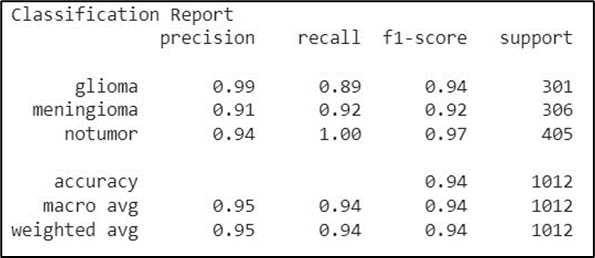 Classification Report
precision recall f1-score support
glioma 0.99 0.89 0.94 301
meningioma 0.91 0.92 0.92 306
notumor 0.94 1.00 0.97 405
accuracy 0.94 1012
macro avg 0.95 0.94 0.94 1012
weighted avg 0.95 0.94 0.94 1012